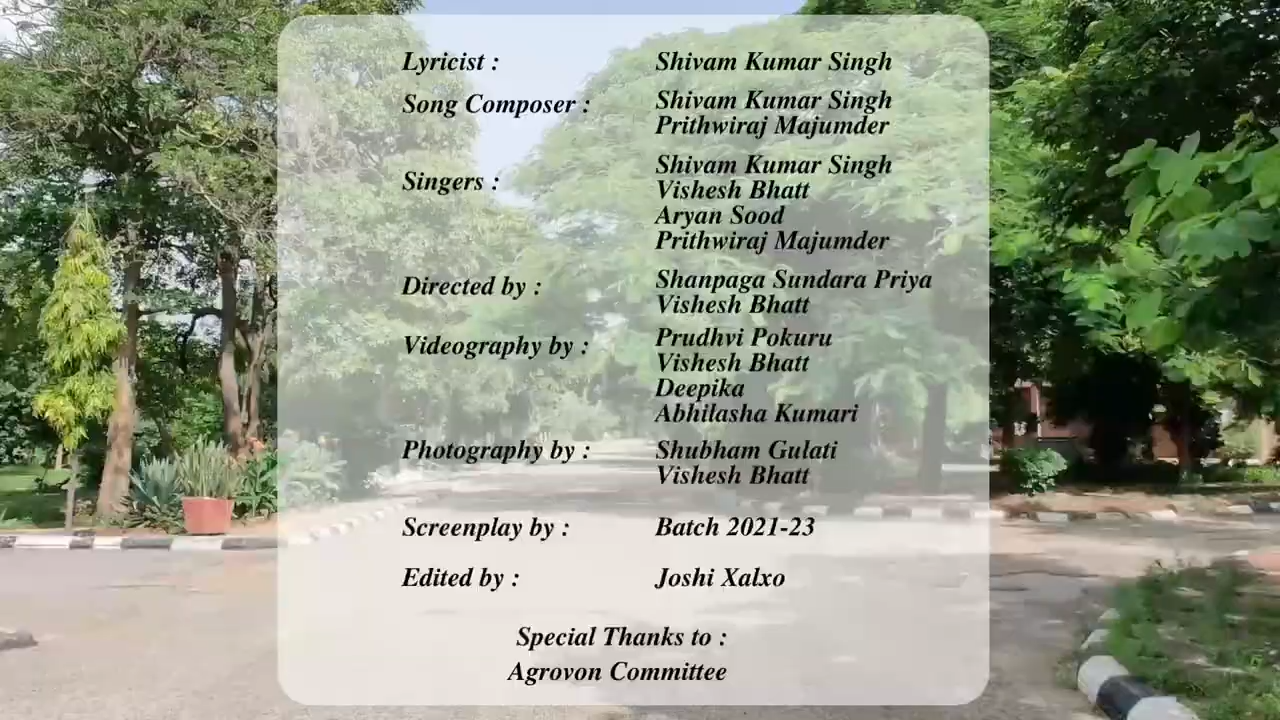 Lyricist : Shivam Kumar Singh
Song Composer : Shivam Kumar Singh
Prithwiraj Majumder
Singers : Shivam Kumar Singh
Vishesh Bhatt
Aryan Sood
Prithwiraj Majumder
Directed by : Shanpaga Sundara Priya
Vishesh Bhatt
Videography by : Prudhvi Pokuru
Vishesh Bhatt
Deepika
Abhilasha Kumari
Photography by : Shubham Gulati
Vishesh Bhatt
Screenplay by : Batch 2021-23
Edited by : Joshi Xalxo
Special Thanks to :
Agrovon Committee